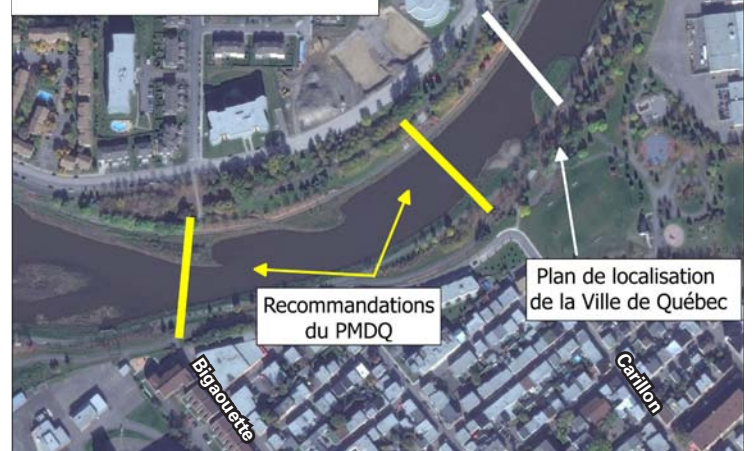 Plan de localisation
de la Ville de Québec
Recommandations
du PMDQ
Bigaouette
Carillon